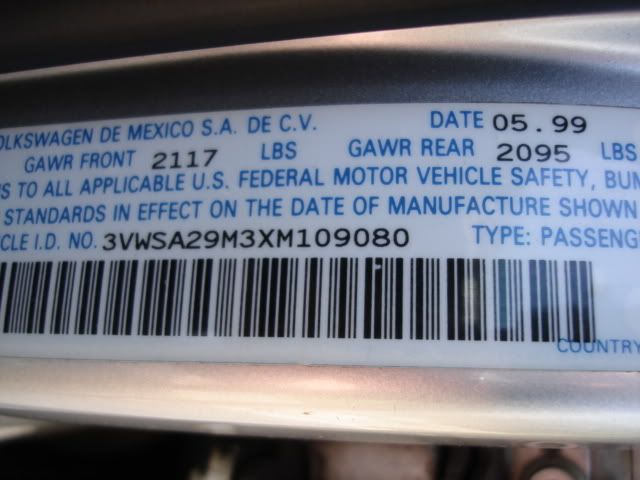 OLKSWAGEN DE MEXICO S.A. DE C.V. DATE 05.99
GAWR FRONT 2117 LBS GAWR REAR 2095 LBS
S TO ALL APPLICABLE U.S. FEDERAL MOTOR VEHICLE SAFETY, BUM
STANDARDS IN EFFECT ON THE DATE OF MANUFACTURE SHOWN
CLE I.D. NO. 3VWSA29M3XM109080 TYPE: PASSENG
COUNTRY